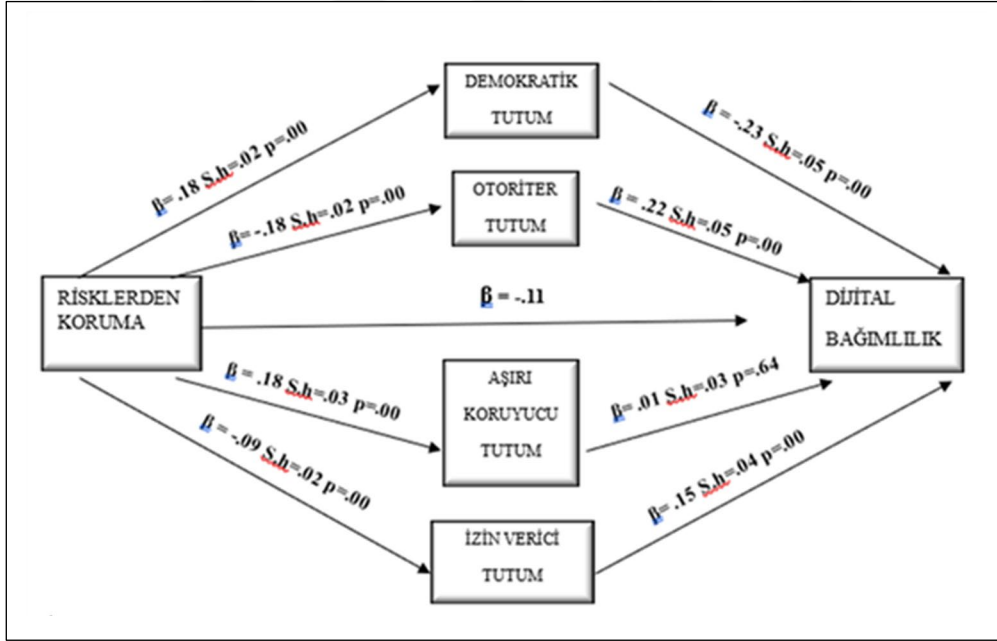 DEMOKRATİK
TUTUM
β = -.23 S.h=.05 p=.00
β= .18 S.h=.02 p=.00
OTORİTER
TUTUM
β= -.18 S.h=.02 p=.00
β = .22 S.h=.05 p=.00
RİSKLERDEN
KORUMA
β = -.11
DİJİTAL
BAĞIMLILIK
β = .18 S.h=.03 p=.00
AŞIRI
KORUYUCU
TUTUM
β= .01 S.h=.03 p=.64
β = -.09 S.h=.02 p=.00
β= .15 S.h=.04 p=.00
İZİN VERİCİ
TUTUM